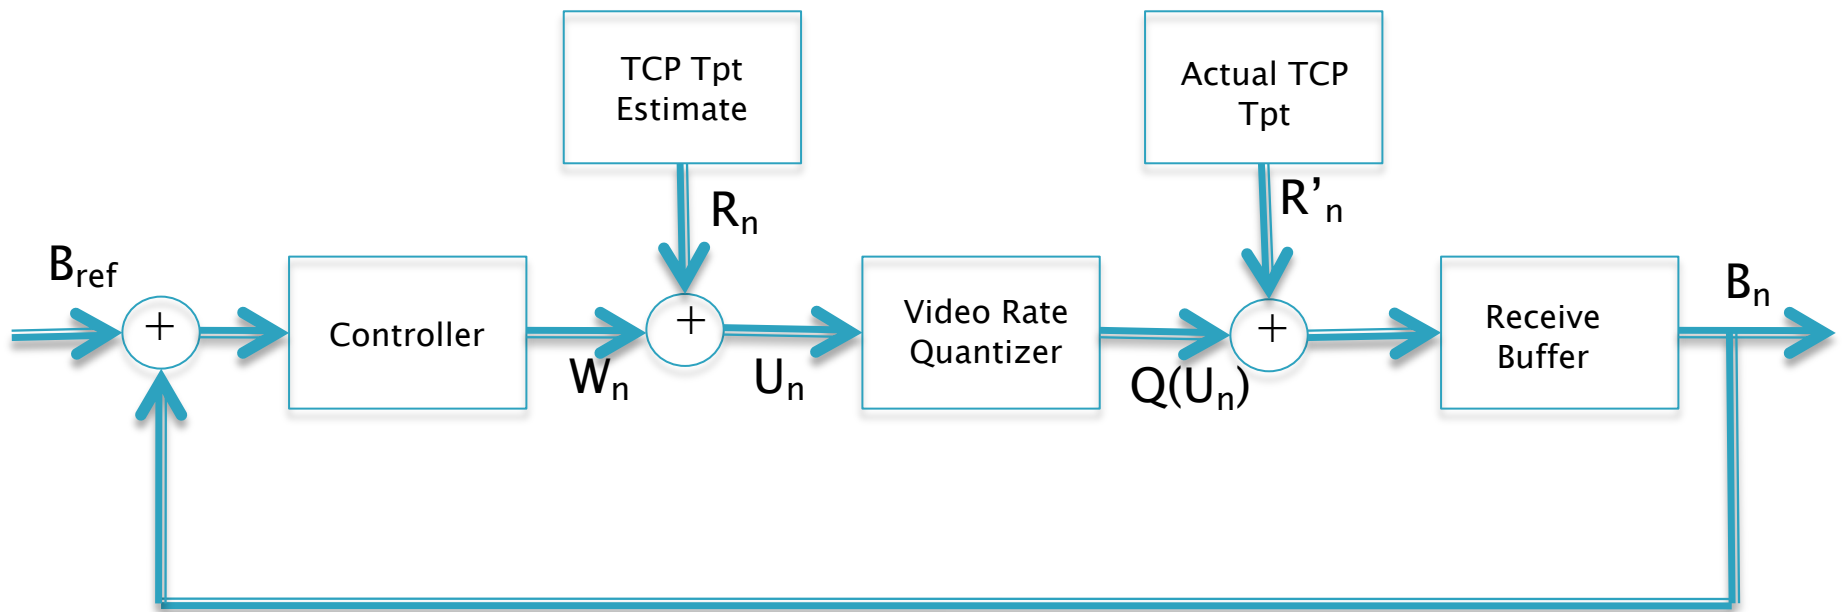 TCP Tpt
Estimate
Actual TCP
Tpt
Rn
R’n
Bref
+
Controller
Wn
+
Un
Video Rate
Quantizer
Q(Un)
+
Receive
Buffer
Bn